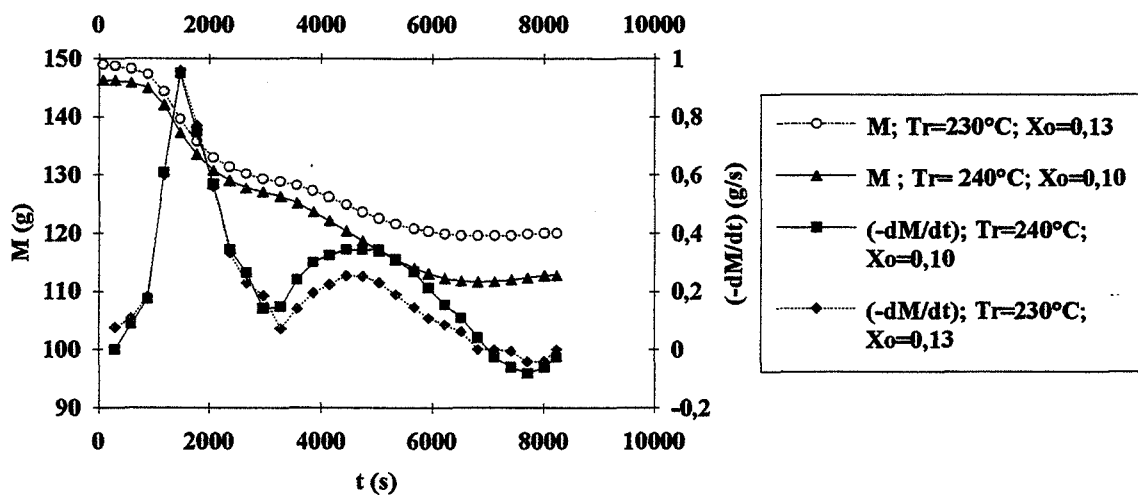 0 2000 4000 6000 8000 10000
150 1
145
140 0,8
130 0,6
120 0,4
110 0,2
100 0
90 -0,2
0 2000 4000 6000 8000 10000
M (g)
t (s)
(-dM/dt) (g/s)
M; Tr=230°C; Xo=0,13
M ; Tr= 240°C; Xo=0,10
(-dM/dt); Tr=240°C;
Xo=0,10
(-dM/dt); Tr=230°C;
Xo=0,13